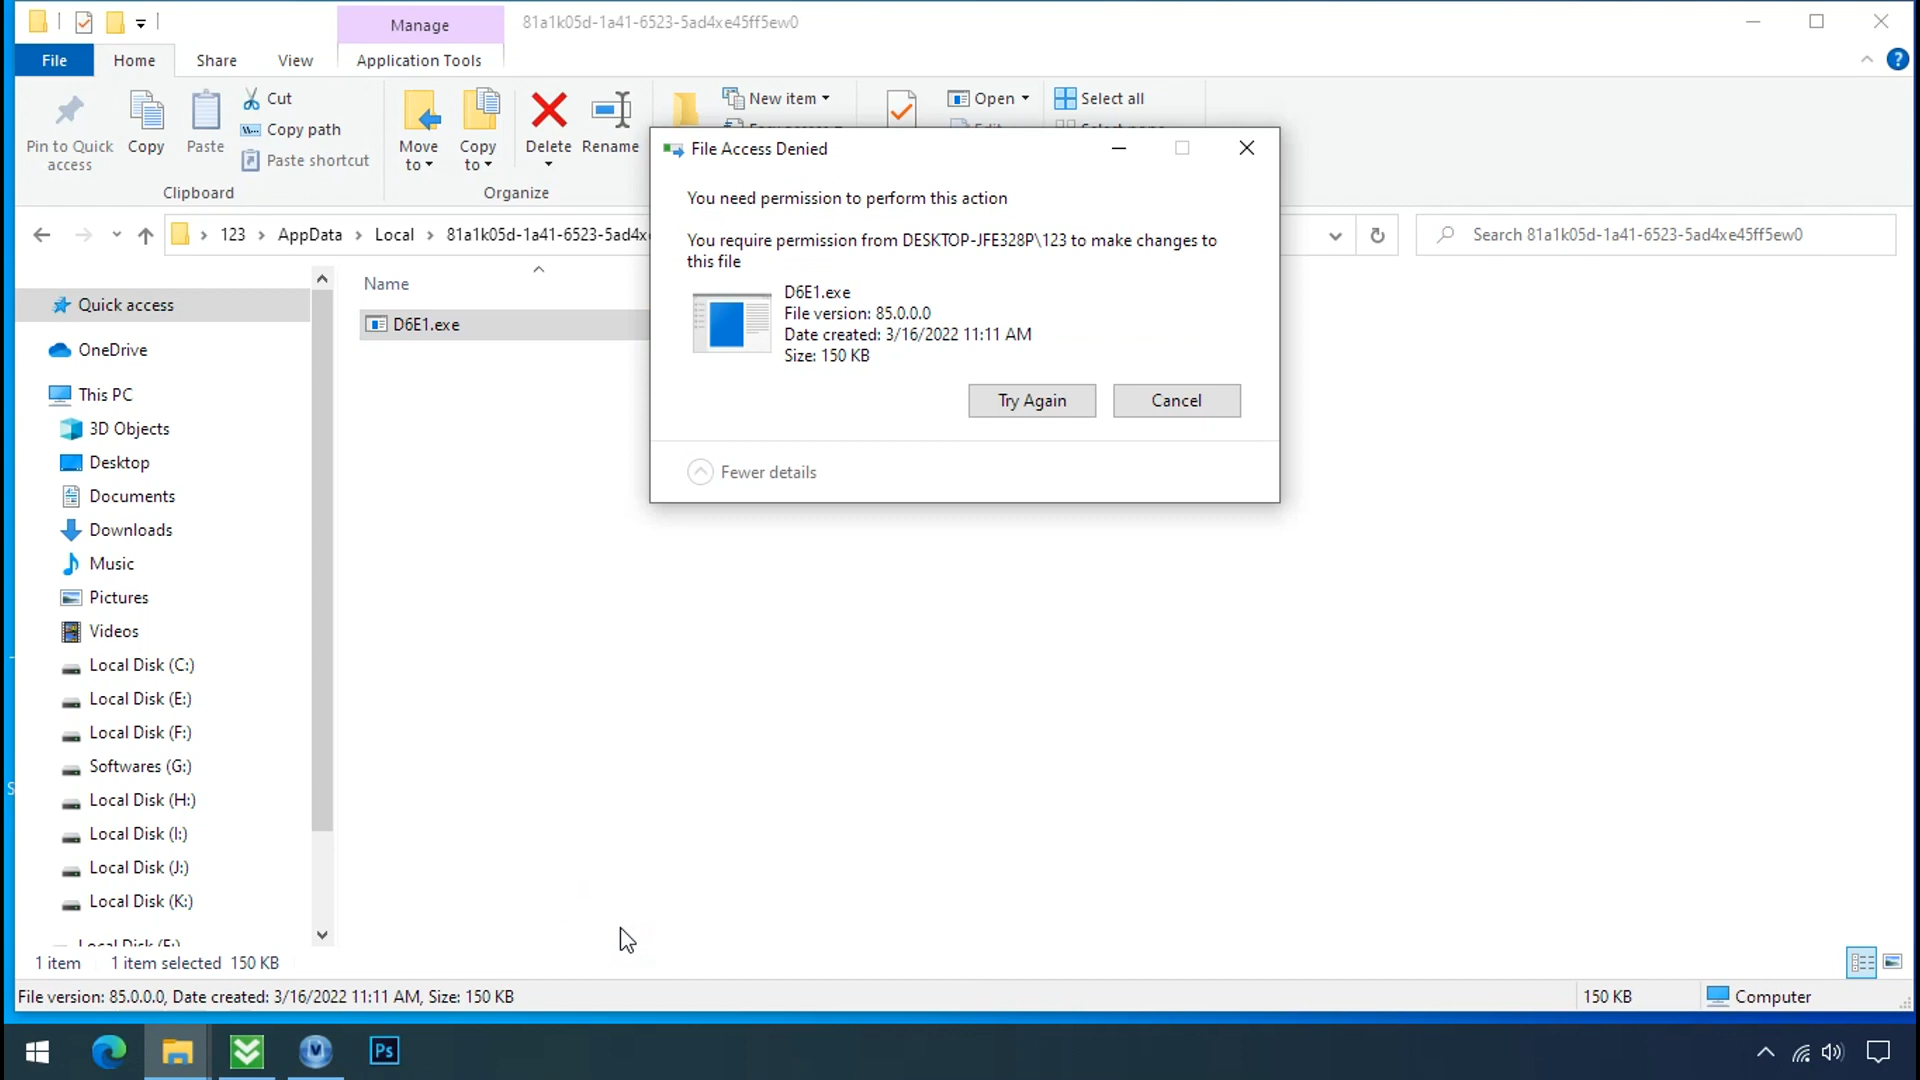 Manage
81a1k05d-1a41-6523-5ad4xe45ff5ew0
File
Home
Share
View
Application Tools
?
Pin to Quick access
Copy
Paste
Cut
Copy path
Paste shortcut
Move to
Copy to
Delete
Rename
New item
Open
Select all
Clipboard
Organize
123
AppData
Local
81a1k05d-1a41-6523-5ad4x
Search 81a1k05d-1a41-6523-5ad4xe45ff5ew0
File Access Denied
You need permission to perform this action
You require permission from DESKTOP-JFE328P\123 to make changes to
this file
D6E1.exe
File version: 85.0.0.0
Date created: 3/16/2022 11:11 AM
Size: 150 KB
Try Again
Cancel
Fewer details
Name
D6E1.exe
Quick access
OneDrive
This PC
3D Objects
Desktop
Documents
Downloads
Music
Pictures
Videos
Local Disk (C:)
Local Disk (E:)
Local Disk (F:)
Softwares (G:)
Local Disk (H:)
Local Disk (I:)
Local Disk (J:)
Local Disk (K:)
1 item
1 item selected 150 KB
File version: 85.0.0.0, Date created: 3/16/2022 11:11 AM, Size: 150 KB
150 KB
Computer
Ps